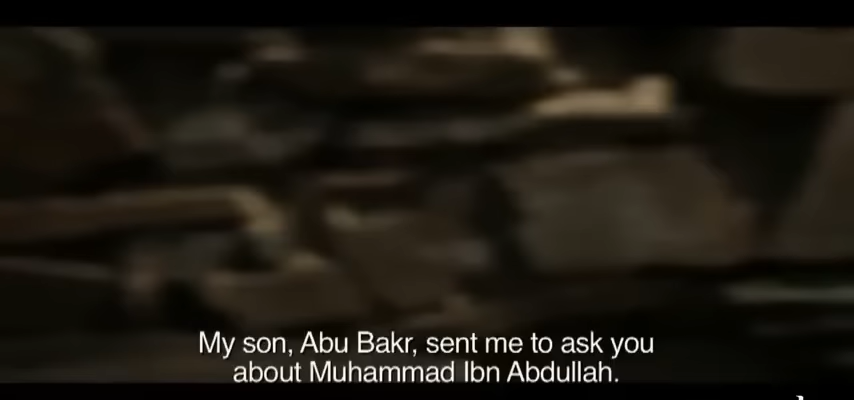 My son, Abu Bakr, sent me to ask you
about Muhammad Ibn Abdullah.